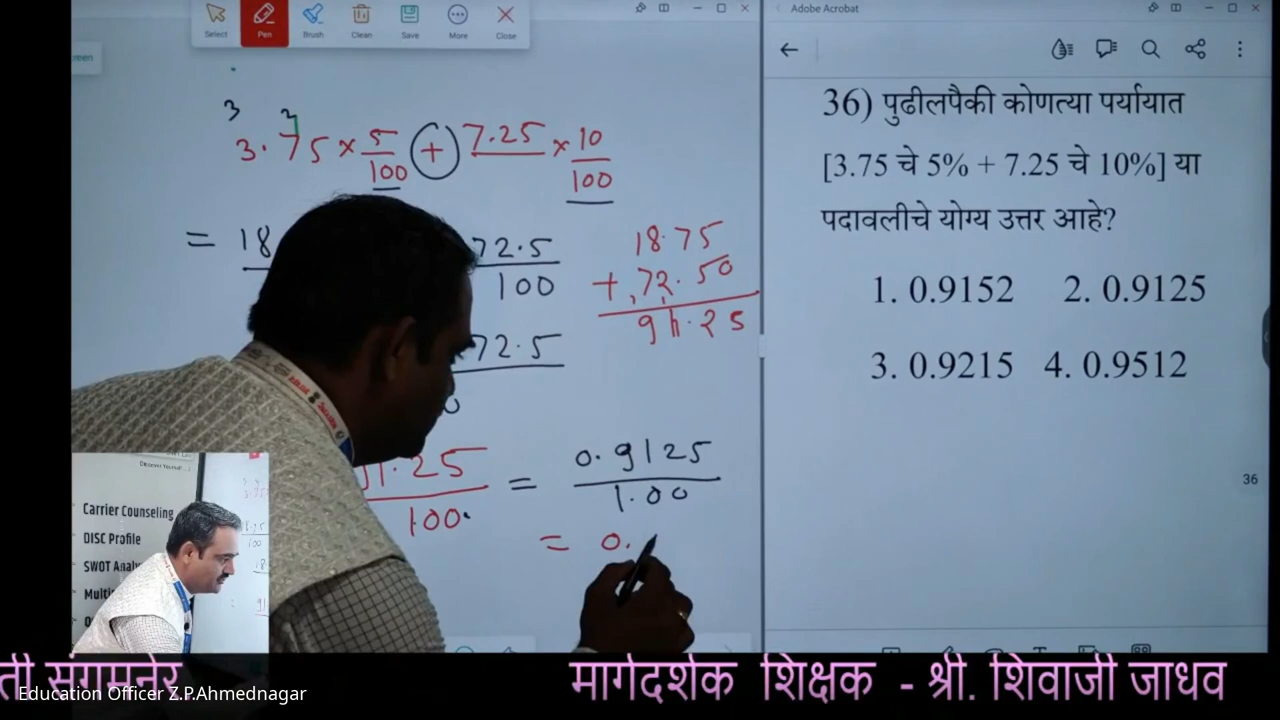 Select Pen Brush Clean Save More Close
Adobe Acrobat
3 2
3.75 × 5/100 + 7.25 × 10/100
= 18
72.5
100
72.5
18.75
+ 72.50
91.25
91.25/100 = 0.9125/1.00
= 0.
36) पुढीलपैकी कोणत्या पर्यायात
[3.75 चे 5% + 7.25 चे 10%] या
पदावलीचे योग्य उत्तर आहे?
1. 0.9152 2. 0.9125
3. 0.9215 4. 0.9512
36
Carrier Counseling
DISC Profile
SWOT
ती संगमनेर
मार्गदर्शक शिक्षक - श्री. शिवाजी जाधव
Education Officer Z.P.Ahmednagar